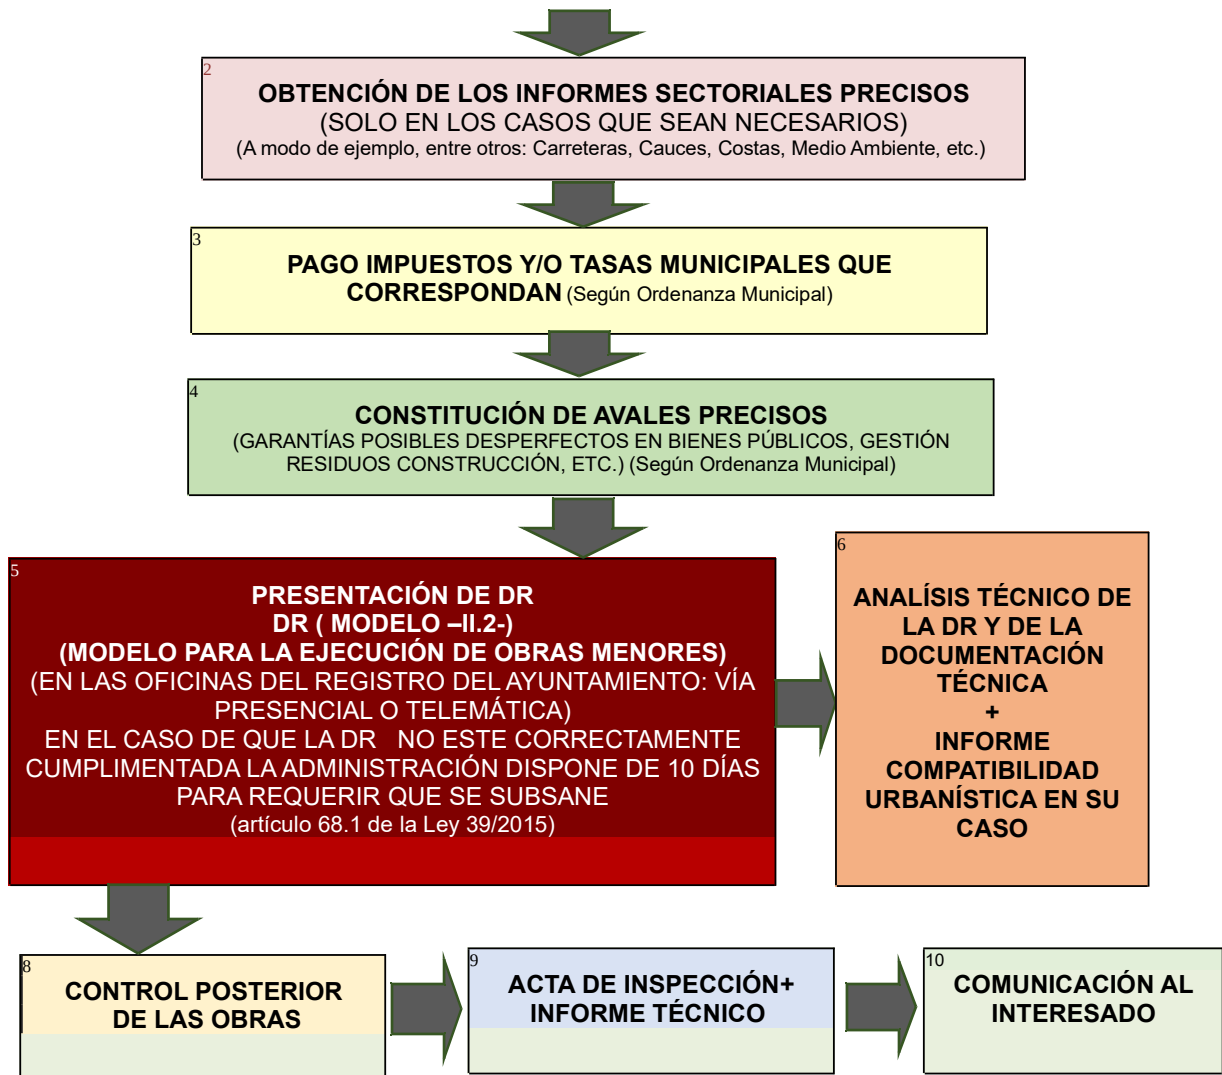 2
OBTENCIÓN DE LOS INFORMES SECTORIALES PRECISOS
(SOLO EN LOS CASOS QUE SEAN NECESARIOS)
(A modo de ejemplo, entre otros: Carreteras, Cauces, Costas, Medio Ambiente, etc.)
3
PAGO IMPUESTOS Y/O TASAS MUNICIPALES QUE
CORRESPONDAN (Según Ordenanza Municipal)
4
CONSTITUCIÓN DE AVALES PRECISOS
(GARANTÍAS POSIBLES DESPERFECTOS EN BIENES PÚBLICOS, GESTIÓN
RESIDUOS CONSTRUCCIÓN, ETC.) (Según Ordenanza Municipal)
5
PRESENTACIÓN DE DR
DR ( MODELO –II.2-)
(MODELO PARA LA EJECUCIÓN DE OBRAS MENORES)
(EN LAS OFICINAS DEL REGISTRO DEL AYUNTAMIENTO: VÍA
PRESENCIAL O TELEMÁTICA)
EN EL CASO DE QUE LA DR NO ESTE CORRECTAMENTE
CUMPLIMENTADA LA ADMINISTRACIÓN DISPONE DE 10 DÍAS
PARA REQUERIR QUE SE SUBSANE
(artículo 68.1 de la Ley 39/2015)
6
ANALÍSIS TÉCNICO DE
LA DR Y DE LA
DOCUMENTACIÓN
TÉCNICA
+
INFORME
COMPATIBILIDAD
URBANÍSTICA EN SU
CASO
8
CONTROL POSTERIOR
DE LAS OBRAS
9
ACTA DE INSPECCIÓN+
INFORME TÉCNICO
10
COMUNICACIÓN AL
INTERESADO